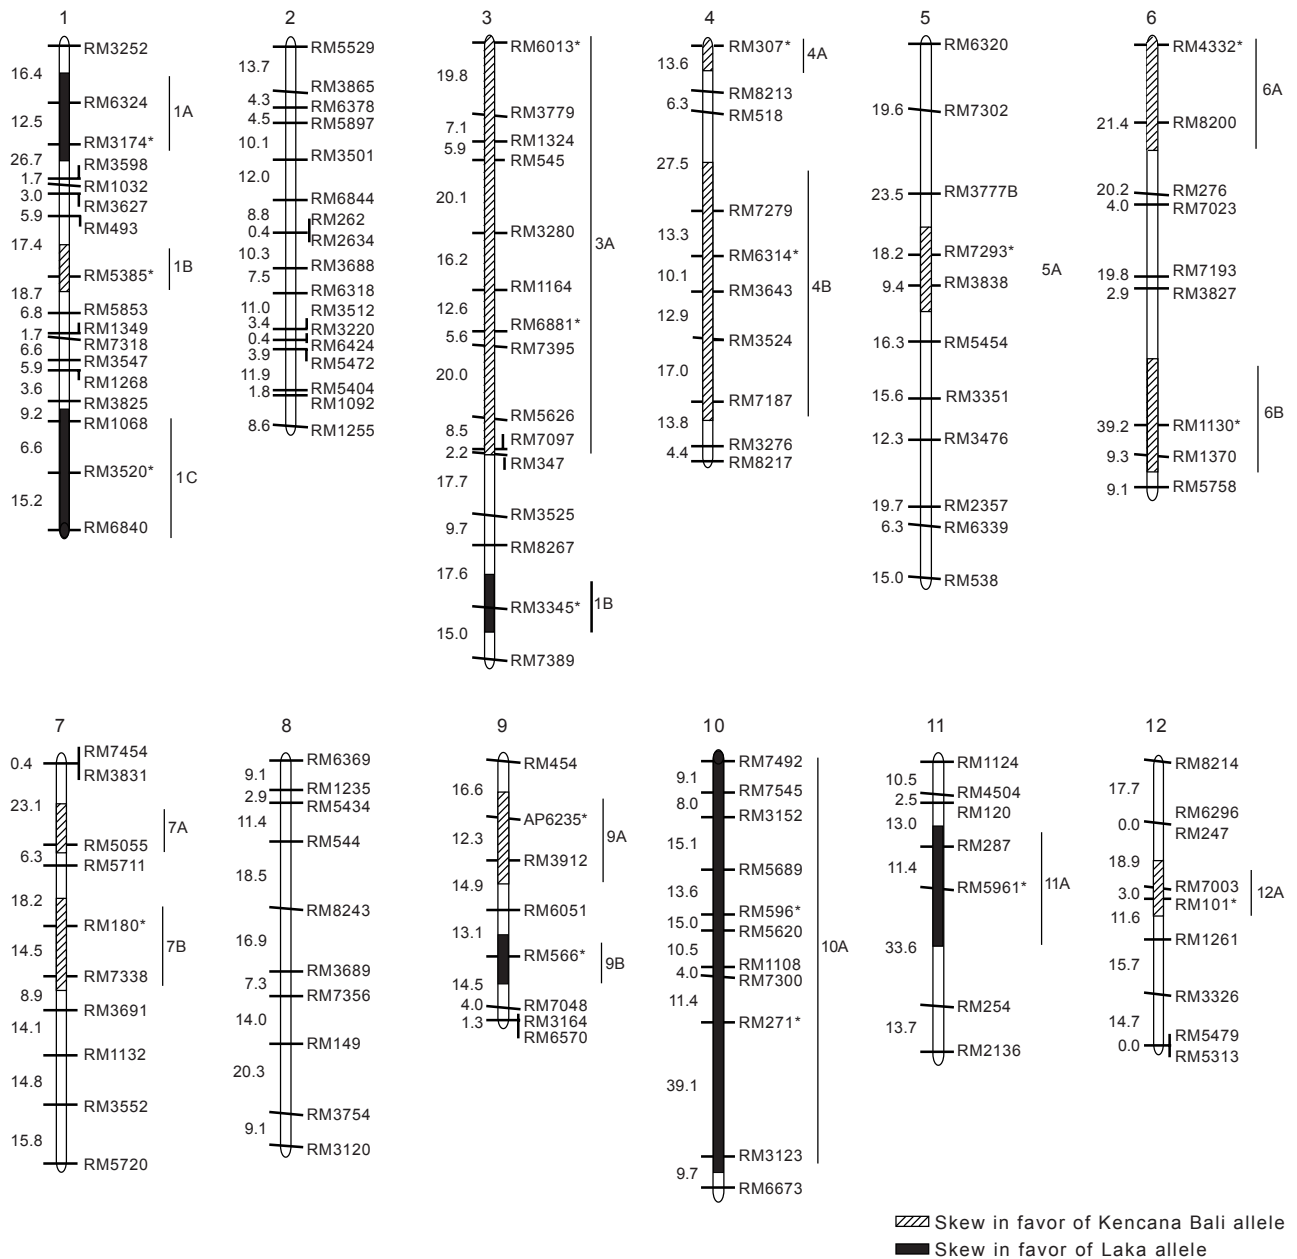 1
RM3252
16.4
RM6324
1A
12.5
RM3174*
26.7
RM3598
1.7
RM1032
3.0
RM3627
5.9
RM493
17.4
1B
RM5385*
18.7
RM5853
6.8
RM1349
1.7
RM7318
6.6
RM3547
5.9
RM1268
3.6
RM3825
9.2
RM1068
6.6
RM3520*
1C
15.2
RM6840
2
RM5529
13.7
RM3865
4.3
RM6378
4.5
RM5897
10.1
RM3501
12.0
RM6844
8.8
RM262
0.4
RM2634
10.3
RM3688
7.5
RM6318
11.0
RM3512
3.4
RM3220
0.4
RM6424
3.9
RM5472
11.9
RM5404
1.8
RM1092
8.6
RM1255
3
RM6013*
19.8
RM3779
7.1
RM1324
5.9
RM545
20.1
RM3280
3A
16.2
RM1164
12.6
RM6881*
5.6
RM7395
20.0
RM5626
8.5
RM7097
2.2
RM347
17.7
RM3525
9.7
RM8267
17.6
RM3345*
1B
15.0
RM7389
4
RM307*
4A
13.6
RM8213
6.3
RM518
27.5
RM7279
13.3
RM6314*
10.1
4B
RM3643
12.9
RM3524
17.0
RM7187
13.8
RM3276
4.4
RM8217
5
RM6320
19.6
RM7302
23.5
RM3777B
18.2
RM7293*
5A
9.4
RM3838
16.3
RM5454
15.6
RM3351
12.3
RM3476
19.7
RM2357
6.3
RM6339
15.0
RM538
6
RM4332*
6A
21.4
RM8200
20.2
RM276
4.0
RM7023
19.8
RM7193
2.9
RM3827
39.2
RM1130*
6B
9.3
RM1370
9.1
RM5758
7
RM7454
0.4
RM3831
23.1
7A
RM5055
6.3
RM5711
18.2
RM180*
7B
14.5
RM7338
8.9
RM3691
14.1
RM1132
14.8
RM3552
15.8
RM5720
8
RM6369
9.1
RM1235
2.9
RM5434
11.4
RM544
18.5
RM8243
16.9
RM3689
7.3
RM7356
14.0
RM149
20.3
RM3754
9.1
RM3120
9
RM454
16.6
AP6235*
9A
12.3
RM3912
14.9
RM6051
13.1
RM566*
9B
14.5
RM7048
4.0
RM3164
1.3
RM6570
10
RM7492
9.1
RM7545
8.0
RM3152
15.1
RM5689
13.6
RM596*
15.0
RM5620
10A
10.5
RM1108
4.0
RM7300
11.4
RM271*
39.1
RM3123
9.7
RM6673
11
RM1124
10.5
RM4504
2.5
RM120
13.0
RM287
11.4
RM5961*
11A
33.6
RM254
13.7
RM2136
12
RM8214
17.7
RM6296
0.0
RM247
18.9
RM7003
3.0
12A
RM101*
11.6
RM1261
15.7
RM3326
14.7
RM5479
0.0
RM5313
Skew in favor of Kencana Bali allele
Skew in favor of Laka allele